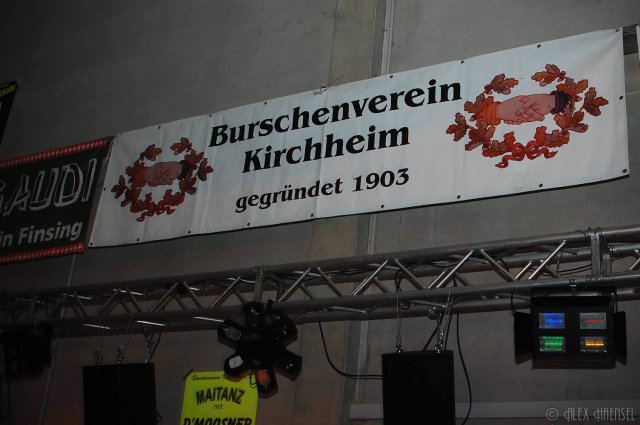 Burschenverein
Kirchheim
gegründet 1903
GAUDI
in Finsing
MAITANZ
mit
D'MOOSNER
© ALEX HAENSEL